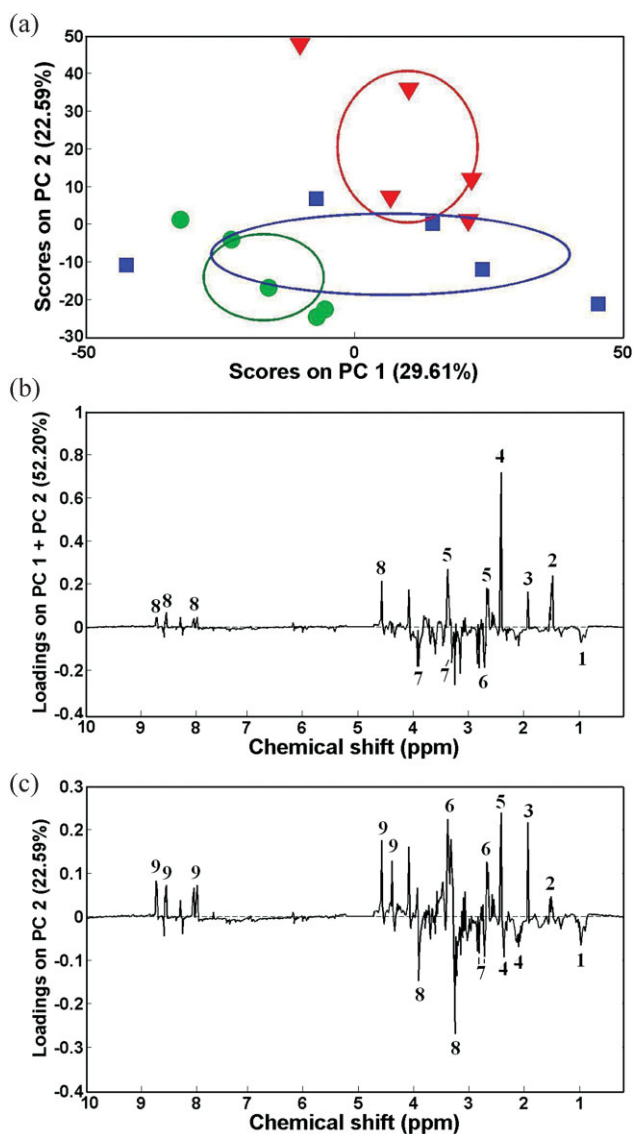 (a)
50
40
30
20
10
0
-10
-20
-30
Scores on PC 2 (22.59%)
-50 0 50
Scores on PC 1 (29.61%)
(b)
1
0.8
0.6
0.4
0.2
0
-0.2
-0.4
Loadings on PC 1 + PC 2 (52.20%)
4
8 5 5 3 2
8 8 8
7 7 6 1
10 9 8 7 6 5 4 3 2 1
Chemical shift (ppm)
(c)
0.3
0.2
0.1
0
-0.1
-0.2
-0.3
0.4
Loadings on PC 2 (22.59%)
9 9 9 9 9 6 6 5 3 2
8 8 7 4 4 1
10 9 8 7 6 5 4 3 2 1
Chemical shift (ppm)